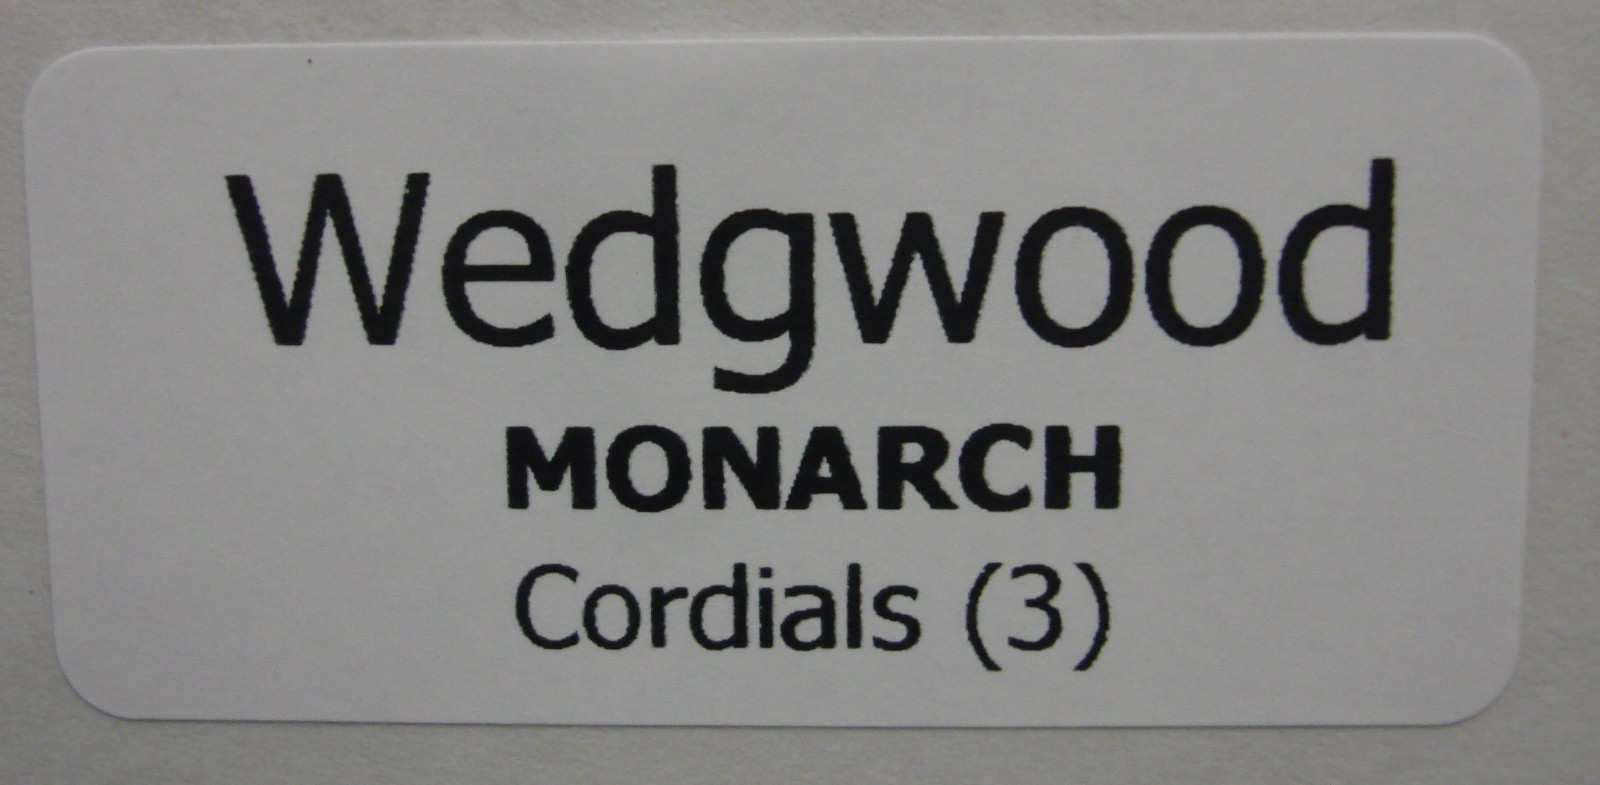 Wedgwood
MONARCH
Cordials (3)